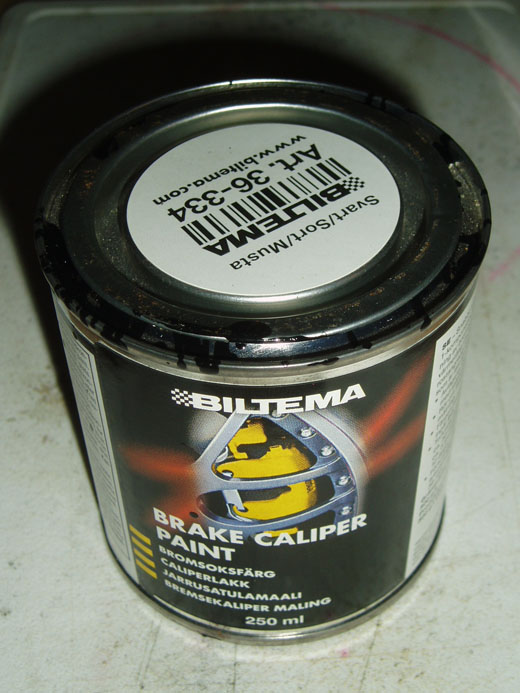 Svart/Sort/Musta
BILTEMA
Art. 36-334
www.biltema.com
BILTEMA
BRAKE CALIPER
PAINT
BROMSOKSFÄRG
CALIPERLAKK
JARRUSATULAMAALI
BREMSEKALIPER MALING
250 ml